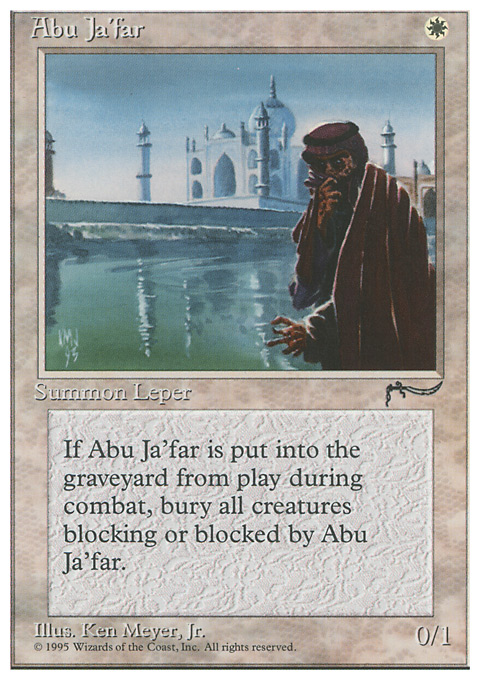 Abu Ja'far
KMJ
95
Summon Leper
If Abu Ja'far is put into the
graveyard from play during
combat, bury all creatures
blocking or blocked by Abu
Ja'far.
Illus. Ken Meyer, Jr.
0/1
© 1995 Wizards of the Coast, Inc. All rights reserved.